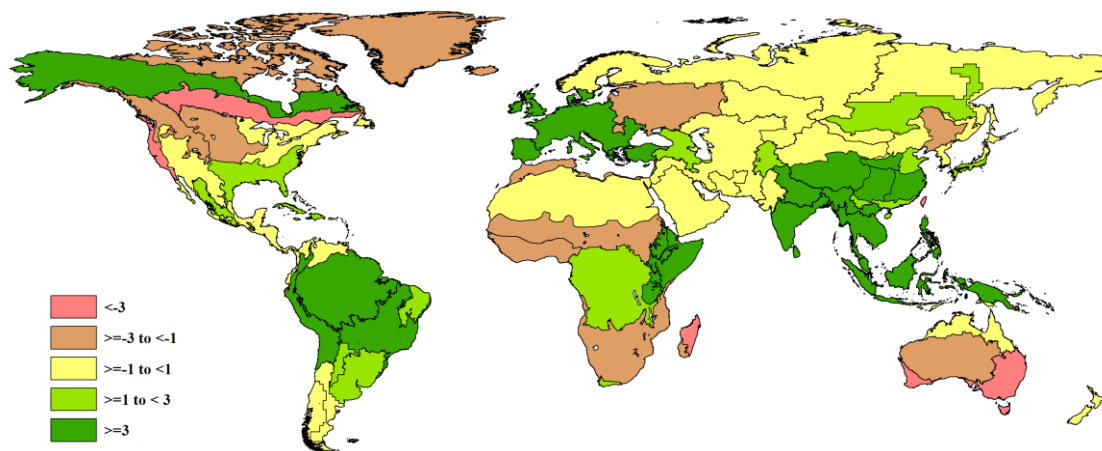 <-3
>=-3 to <-1
>=-1 to <1
>=1 to < 3
>=3